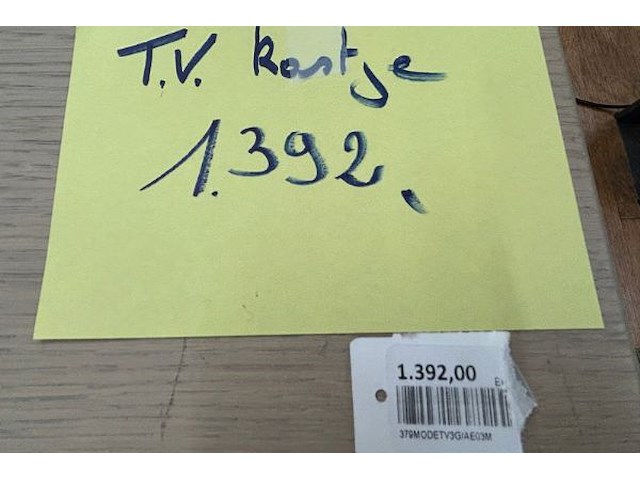 T.V. kastje
1.392.
1.392,00
379MODETV3G/AE03M